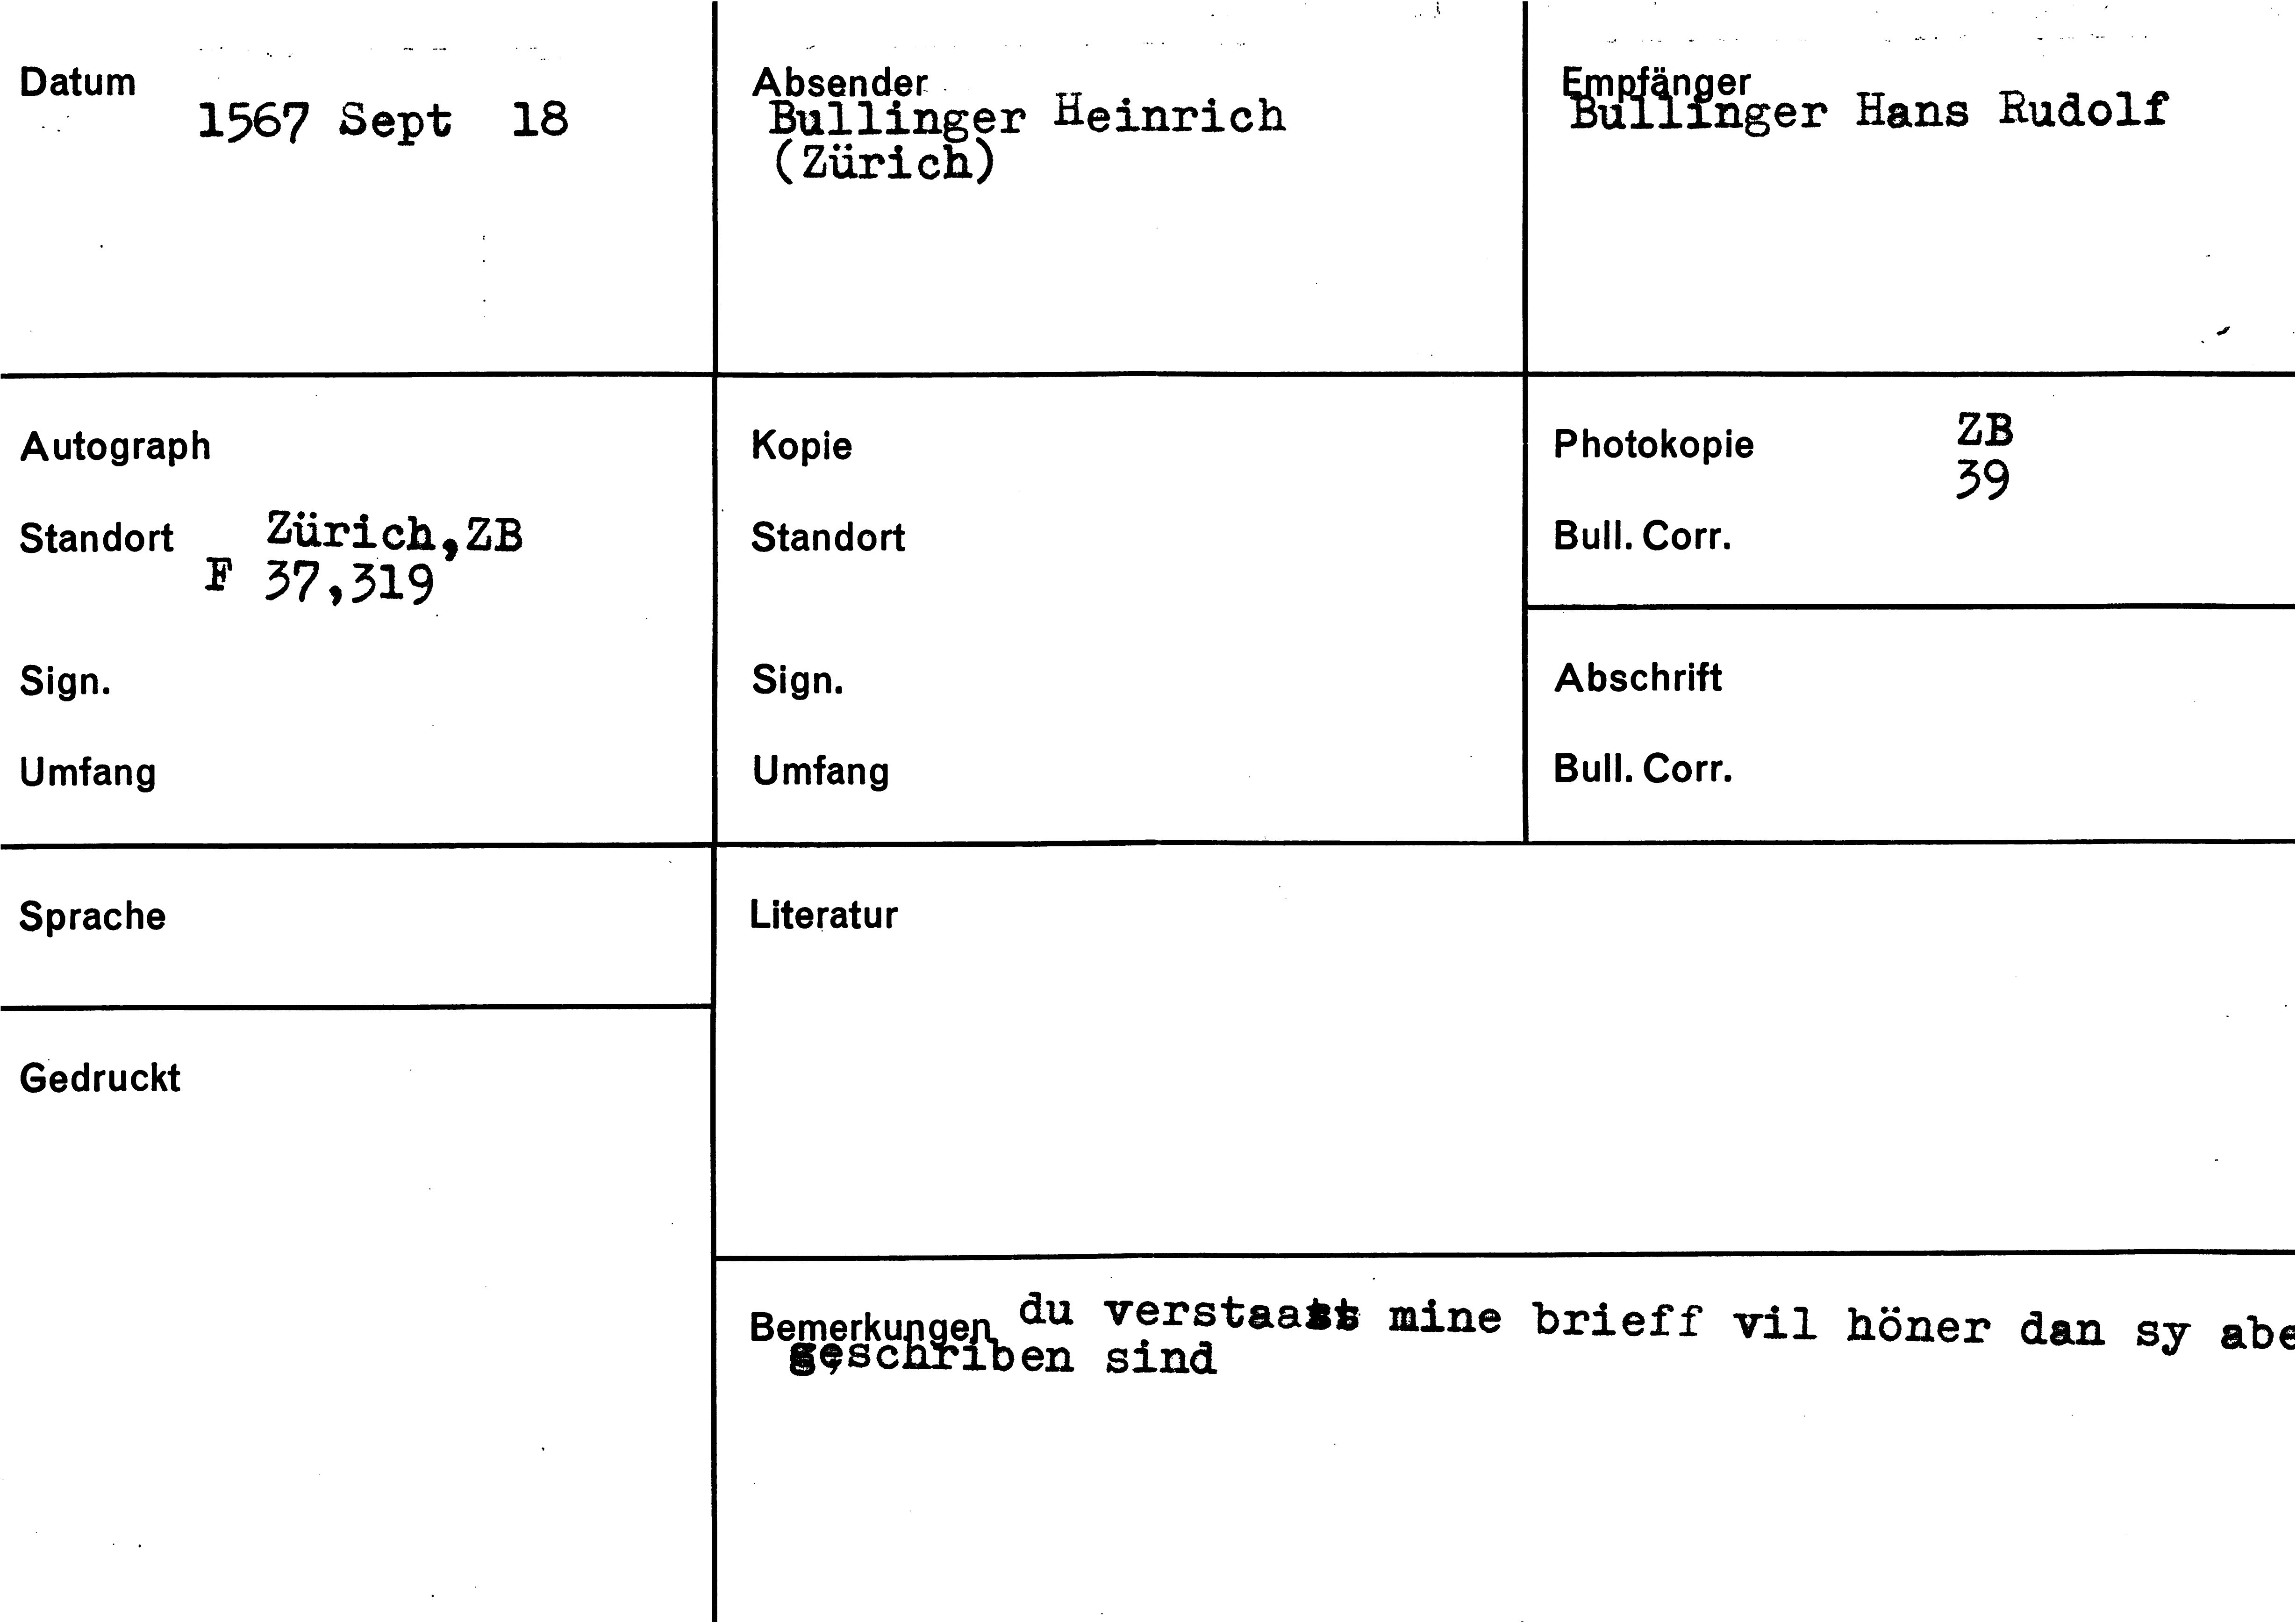 Datum
1567 Sept 18
Absender
Bullinger Heinrich
(Zürich)
Empfänger
Bullinger Hans Rudolf
Autograph
Standort Zürich, ZB
F 37,319
Sign.
Umfang
Kopie
Standort
Sign.
Umfang
Photokopie ZB
39
Bull. Corr.
Abschrift
Bull. Corr.
Sprache
Literatur
Gedruckt
Bemerkungen du verstaast mine brieff vil höner dan sy abe
geschriben sind